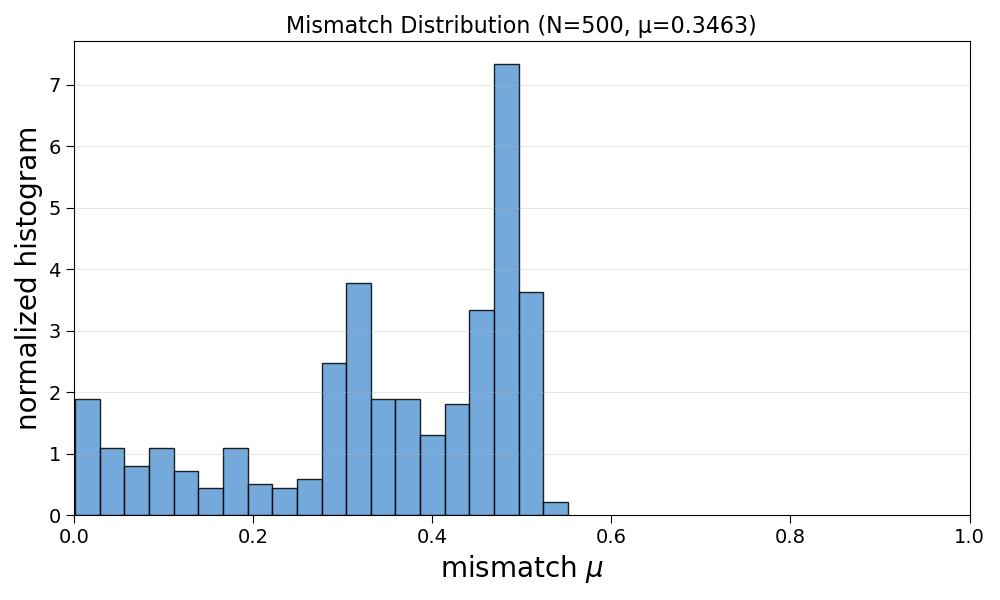 Mismatch Distribution (N=500, μ=0.3463)
normalized histogram
7
6
5
4
3
2
1
0
0.0 0.2 0.4 0.6 0.8 1.0
mismatch μ